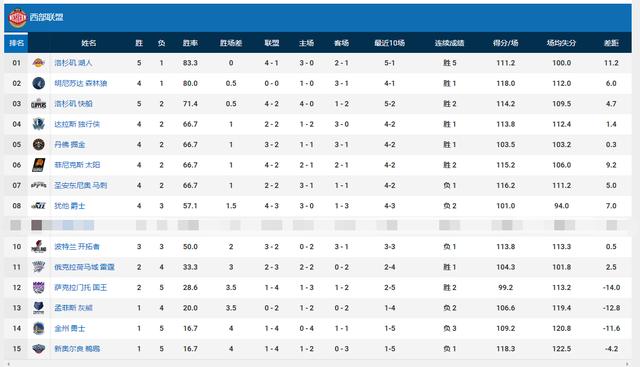 WESTERN 西部联盟
排名 姓名 胜 负 胜率 胜场差 联盟 主场 客场 最近10场 连续成绩 得分/场 场均失分 差距
01 洛杉矶 湖人 5 1 83.3 0 4 - 1 3 - 0 2 - 1 5-1 胜 5 111.2 100.0 11.2
02 明尼苏达 森林狼 4 1 80.0 0.5 0 - 0 1 - 0 3 - 1 4-1 胜 1 118.0 112.0 6.0
03 洛杉矶 快船 5 2 71.4 0.5 4 - 2 4 - 0 1 - 2 5-2 胜 2 114.2 109.5 4.7
04 达拉斯 独行侠 4 2 66.7 1 2 - 2 1 - 2 3 - 0 4-2 胜 1 113.8 112.4 1.4
05 丹佛 掘金 4 2 66.7 1 3 - 2 1 - 1 3 - 1 4-2 胜 1 103.5 103.2 0.3
06 菲尼克斯 太阳 4 2 66.7 1 4 - 2 2 - 1 2 - 1 4-2 胜 2 115.2 106.0 9.2
07 圣安东尼奥 马刺 4 2 66.7 1 2 - 2 3 - 1 1 - 1 4-2 负 1 116.2 111.2 5.0
08 犹他 爵士 4 3 57.1 1.5 4 - 3 3 - 0 1 - 3 4-3 负 2 101.0 94.0 7.0
10 波特兰 开拓者 3 3 50.0 2 3 - 2 0 - 2 3 - 1 3-3 负 1 113.8 113.3 0.5
11 俄克拉荷马城 雷霆 2 4 33.3 3 2 - 3 2 - 2 0 - 2 2-4 胜 1 104.3 101.8 2.5
12 萨克拉门托 国王 2 5 28.6 3.5 1 - 4 1 - 3 1 - 2 2-5 胜 2 99.2 113.2 -14.0
13 孟菲斯 灰熊 1 4 20.0 3.5 0 - 2 1 - 2 0 - 2 1-4 负 2 106.6 119.4 -12.8
14 金州 勇士 1 5 16.7 4 1 - 4 0 - 4 1 - 1 1-5 负 3 109.2 120.8 -11.6
15 新奥尔良 鹈鹕 1 5 16.7 4 1 - 4 1 - 2 0 - 3 1-5 负 1 118.3 122.5 -4.2